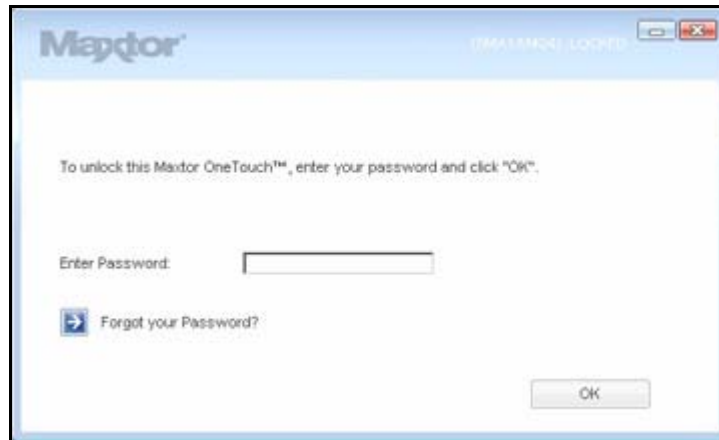 Maxtor
To unlock this Maxtor OneTouch™, enter your password and click "OK".
Enter Password:
Forgot your Password?
OK